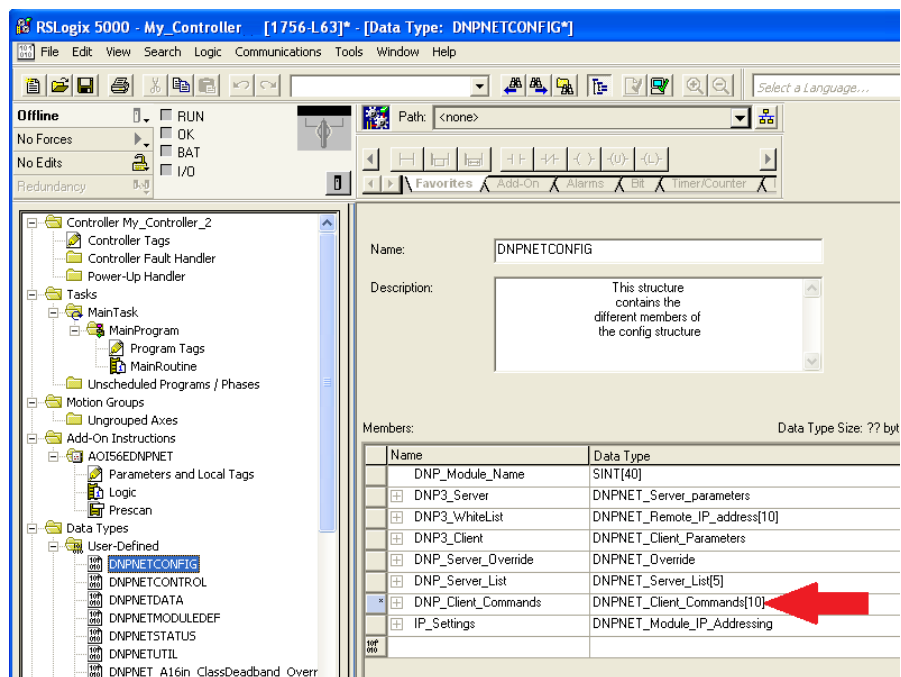 RSLogix 5000 - My_Controller [1756-L63]* - [Data Type: DNPNETCONFIG*]
File Edit View Search Logic Communications Tools Window Help
Select a Language...
Offline
RUN
No Forces
OK
No Edits
BAT
Redundancy
I/O
Path: <none>
Favorites Add-On Alarms Bit Timer/Counter
Controller My_Controller_2
Controller Tags
Controller Fault Handler
Power-Up Handler
Tasks
MainTask
MainProgram
Program Tags
MainRoutine
Unscheduled Programs / Phases
Motion Groups
Ungrouped Axes
Add-On Instructions
AOI56EDNPNET
Parameters and Local Tags
Logic
Prescan
Data Types
User-Defined
DNPNETCONFIG
DNPNETCONTROL
DNPNETDATA
DNPNETMODULEDEF
DNPNETSTATUS
DNPNETUTIL
DNPNET_A16in_ClassDeadband_Overr
Name: DNPNETCONFIG
Description: This structure
contains the
different members of
the config structure
Members: Data Type Size: ?? byt
Name Data Type
DNP_Module_Name SINT[40]
DNP3_Server DNPNET_Server_parameters
DNP3_WhiteList DNPNET_Remote_IP_address[10]
DNP3_Client DNPNET_Client_Parameters
DNP_Server_Override DNPNET_Override
DNP_Server_List DNPNET_Server_List[5]
* DNP_Client_Commands DNPNET_Client_Commands[10]
IP_Settings DNPNET_Module_IP_Addressing